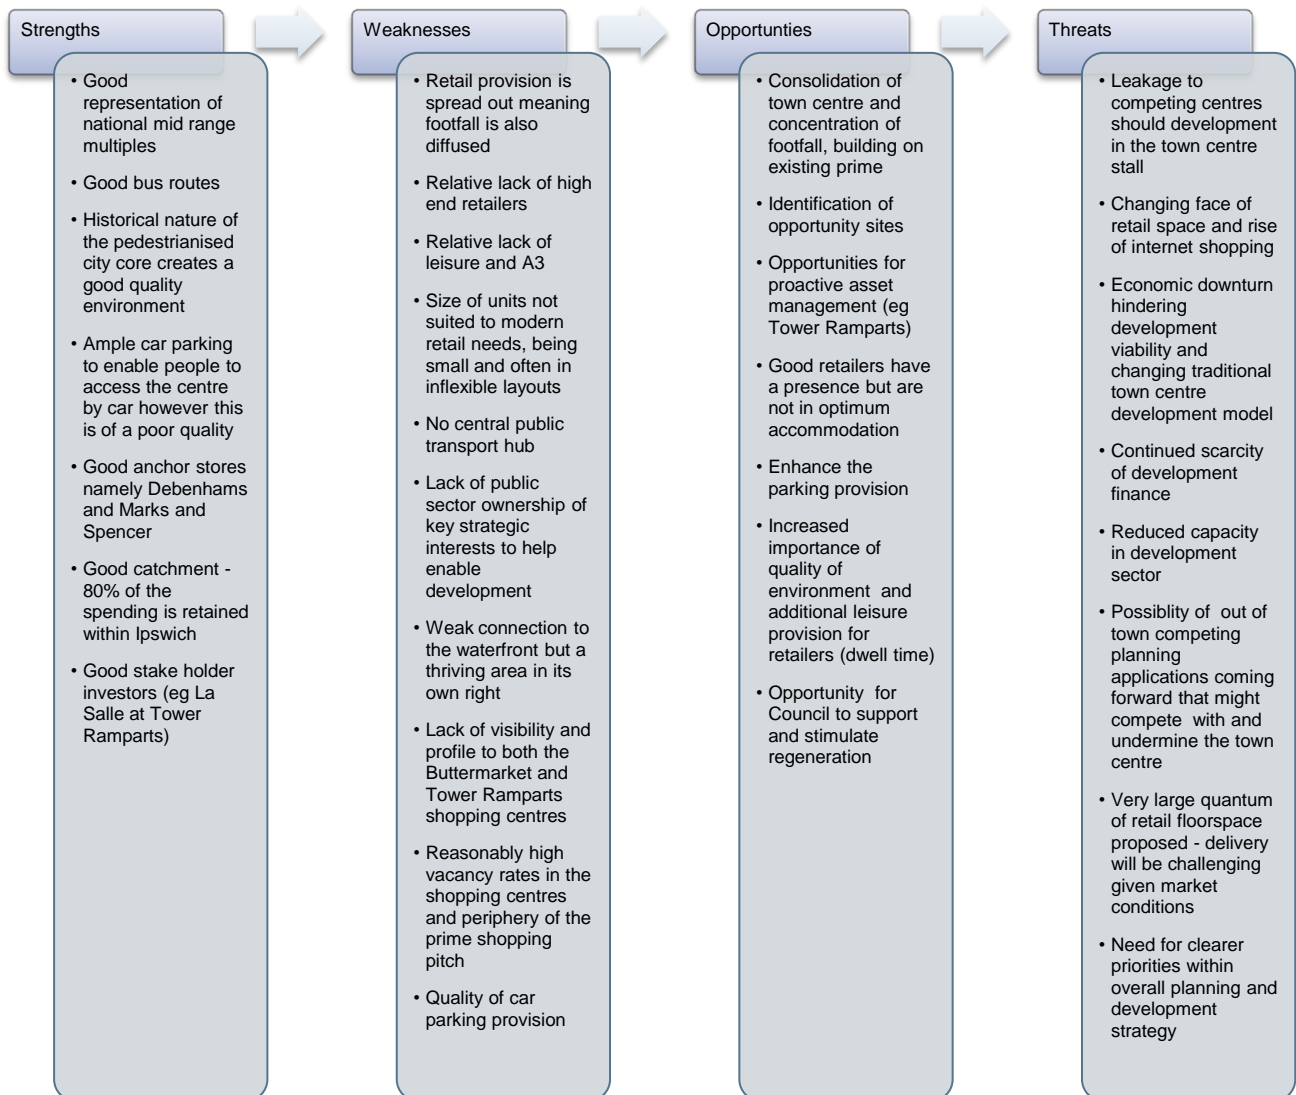 Strengths
• Good
representation of
national mid range
multiples
• Good bus routes
• Historical nature of
the pedestrianised
city core creates a
good quality
environment
• Ample car parking
to enable people to
access the centre
by car however this
is of a poor quality
• Good anchor stores
namely Debenhams
and Marks and
Spencer
• Good catchment -
80% of the
spending is retained
within Ipswich
• Good stake holder
investors (eg La
Salle at Tower
Ramparts)
Weaknesses
• Retail provision is
spread out meaning
footfall is also
diffused
• Relative lack of high
end retailers
• Relative lack of
leisure and A3
• Size of units not
suited to modern
retail needs, being
small and often in
inflexible layouts
• No central public
transport hub
• Lack of public
sector ownership of
key strategic
interests to help
enable
development
• Weak connection to
the waterfront but a
thriving area in its
own right
• Lack of visibility and
profile to both the
Buttermarket and
Tower Ramparts
shopping centres
• Reasonably high
vacancy rates in the
shopping centres
and periphery of the
prime shopping
pitch
• Quality of car
parking provision
Opportunties
• Consolidation of
town centre and
concentration of
footfall, building on
existing prime
• Identification of
opportunity sites
• Opportunities for
proactive asset
management (eg
Tower Ramparts)
• Good retailers have
a presence but are
not in optimum
accommodation
• Enhance the
parking provision
• Increased
importance of
quality of
environment and
additional leisure
provision for
retailers (dwell time)
• Opportunity for
Council to support
and stimulate
regeneration
Threats
• Leakage to
competing centres
should development
in the town centre
stall
• Changing face of
retail space and rise
of internet shopping
• Economic downturn
hindering
development
viability and
changing traditional
town centre
development model
• Continued scarcity
of development
finance
• Reduced capacity
in development
sector
• Possiblity of out of
town competing
planning
applications coming
forward that might
compete with and
undermine the town
centre
• Very large quantum
of retail floorspace
proposed - delivery
will be challenging
given market
conditions
• Need for clearer
priorities within
overall planning and
development
strategy